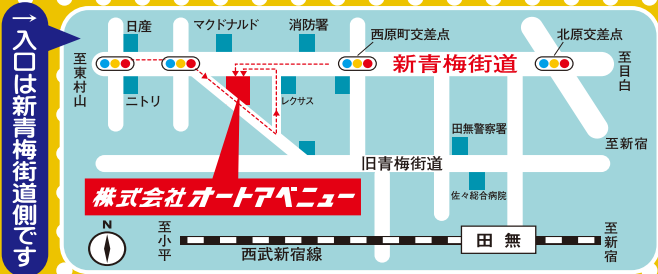 →入口は新青梅街道側です
日産
マクドナルド
消防署
西原町交差点
北原交差点
至東村山
新青梅街道
至目白
ニトリ
レクサス
田無警察署
至新宿
旧青梅街道
株式会社オートアベニュー
佐々総合病院
N
至小平
西武新宿線
田無
至新宿